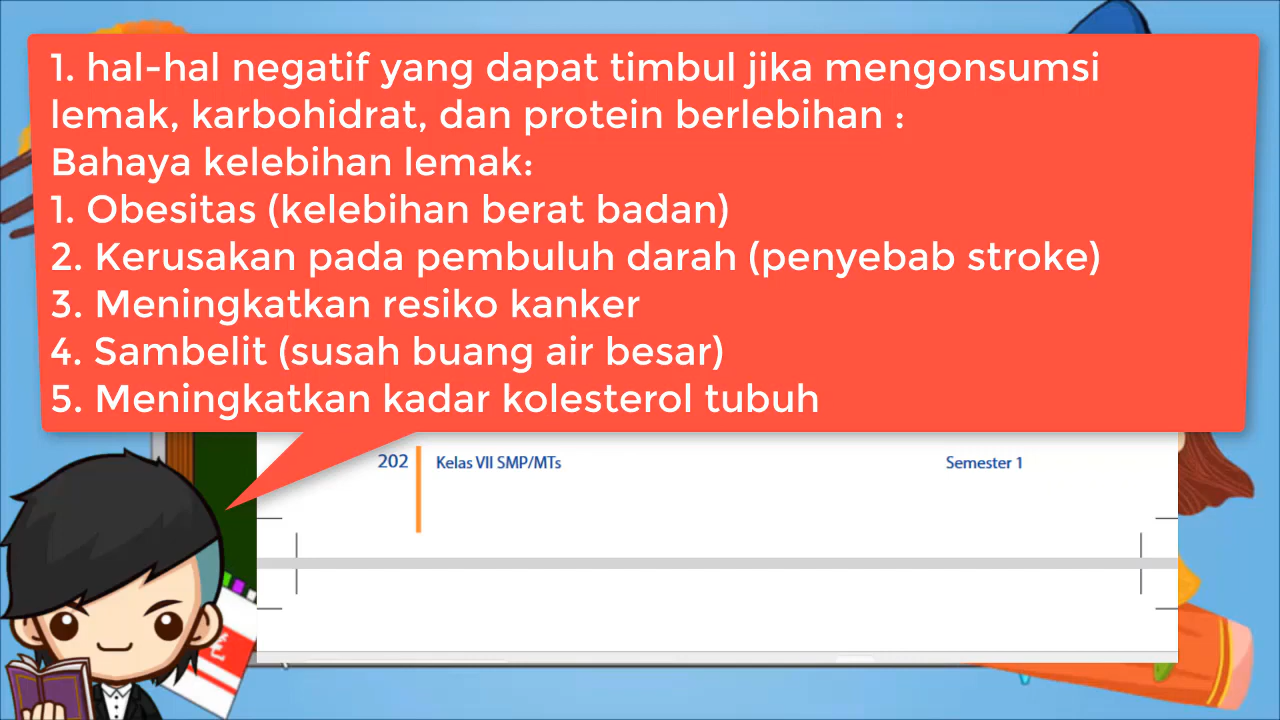 1. hal-hal negatif yang dapat timbul jika mengonsumsi
lemak, karbohidrat, dan protein berlebihan :
Bahaya kelebihan lemak:
1. Obesitas (kelebihan berat badan)
2. Kerusakan pada pembuluh darah (penyebab stroke)
3. Meningkatkan resiko kanker
4. Sambelit (susah buang air besar)
5. Meningkatkan kadar kolesterol tubuh
202 Kelas VII SMP/MTs Semester 1